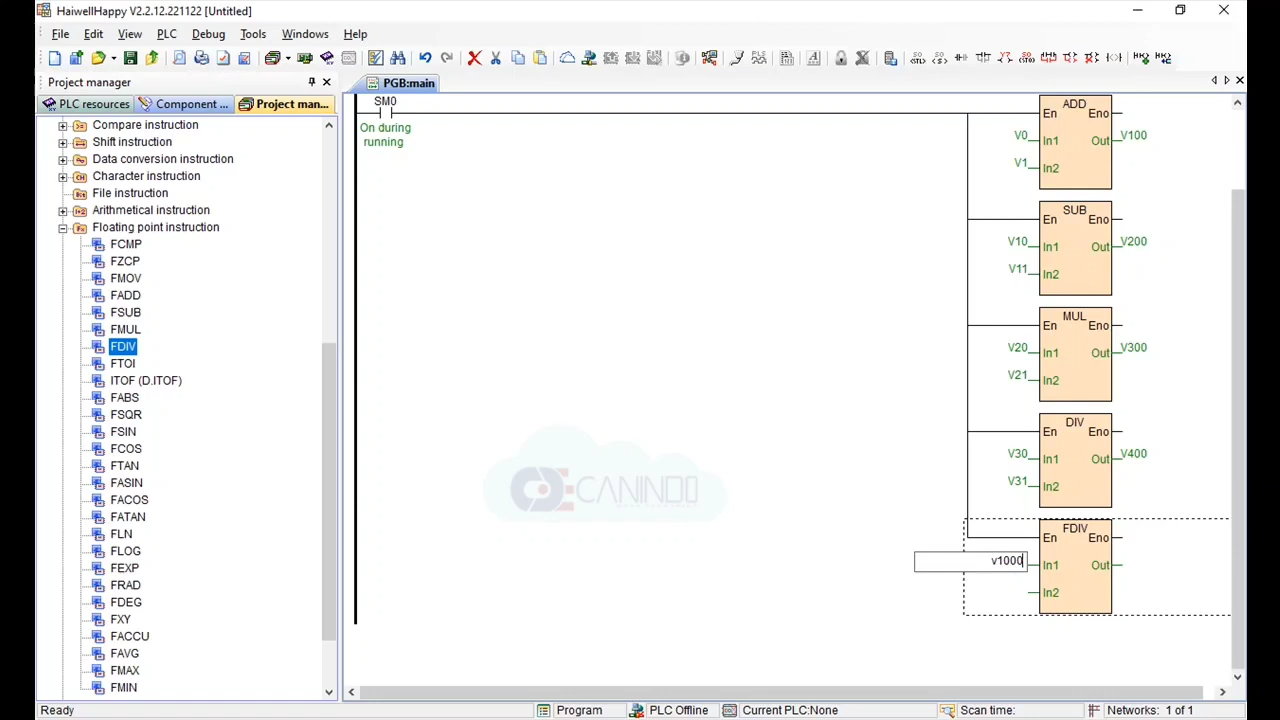 HaiwellHappy V2.2.12.221122 [Untitled]
File Edit View PLC Debug Tools Windows Help
Project manager
PLC resources Component ... Project man...
Compare instruction
Shift instruction
Data conversion instruction
Character instruction
File instruction
Arithmetical instruction
Floating point instruction
FCMP
FZCP
FMOV
FADD
FSUB
FMUL
FDIV
FTOI
ITOF (D.ITOF)
FABS
FSQR
FSIN
FCOS
FTAN
FASIN
FACOS
FATAN
FLN
FLOG
FEXP
FRAD
FDEG
FXY
FACCU
FAVG
FMAX
FMIN
PGB:main
SM0
On during
running
ADD
En Eno
V0 In1 Out V100
V1 In2
SUB
En Eno
V10 In1 Out V200
V11 In2
MUL
En Eno
V20 In1 Out V300
V21 In2
DIV
En Eno
V30 In1 Out V400
V31 In2
FDIV
En Eno
v1000 In1 Out
In2
CANINDO
Ready Program PLC Offline Current PLC:None Scan time: Networks: 1 of 1